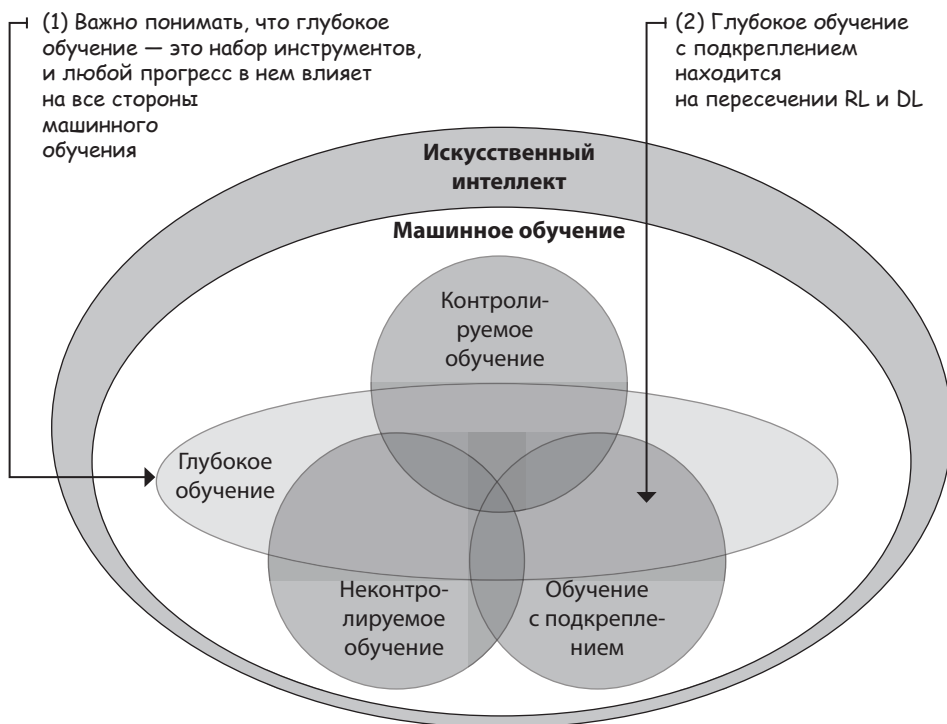 (1) Важно понимать, что глубокое
обучение — это набор инструментов,
и любой прогресс в нем влияет
на все стороны
машинного
обучения
(2) Глубокое обучение
с подкреплением
находится
на пересечении RL и DL
Искусственный
интеллект
Машинное обучение
Контроли-
руемое
обучение
Глубокое
обучение
Неконтро-
лируемое
обучение
Обучение
с подкрепле-
нием